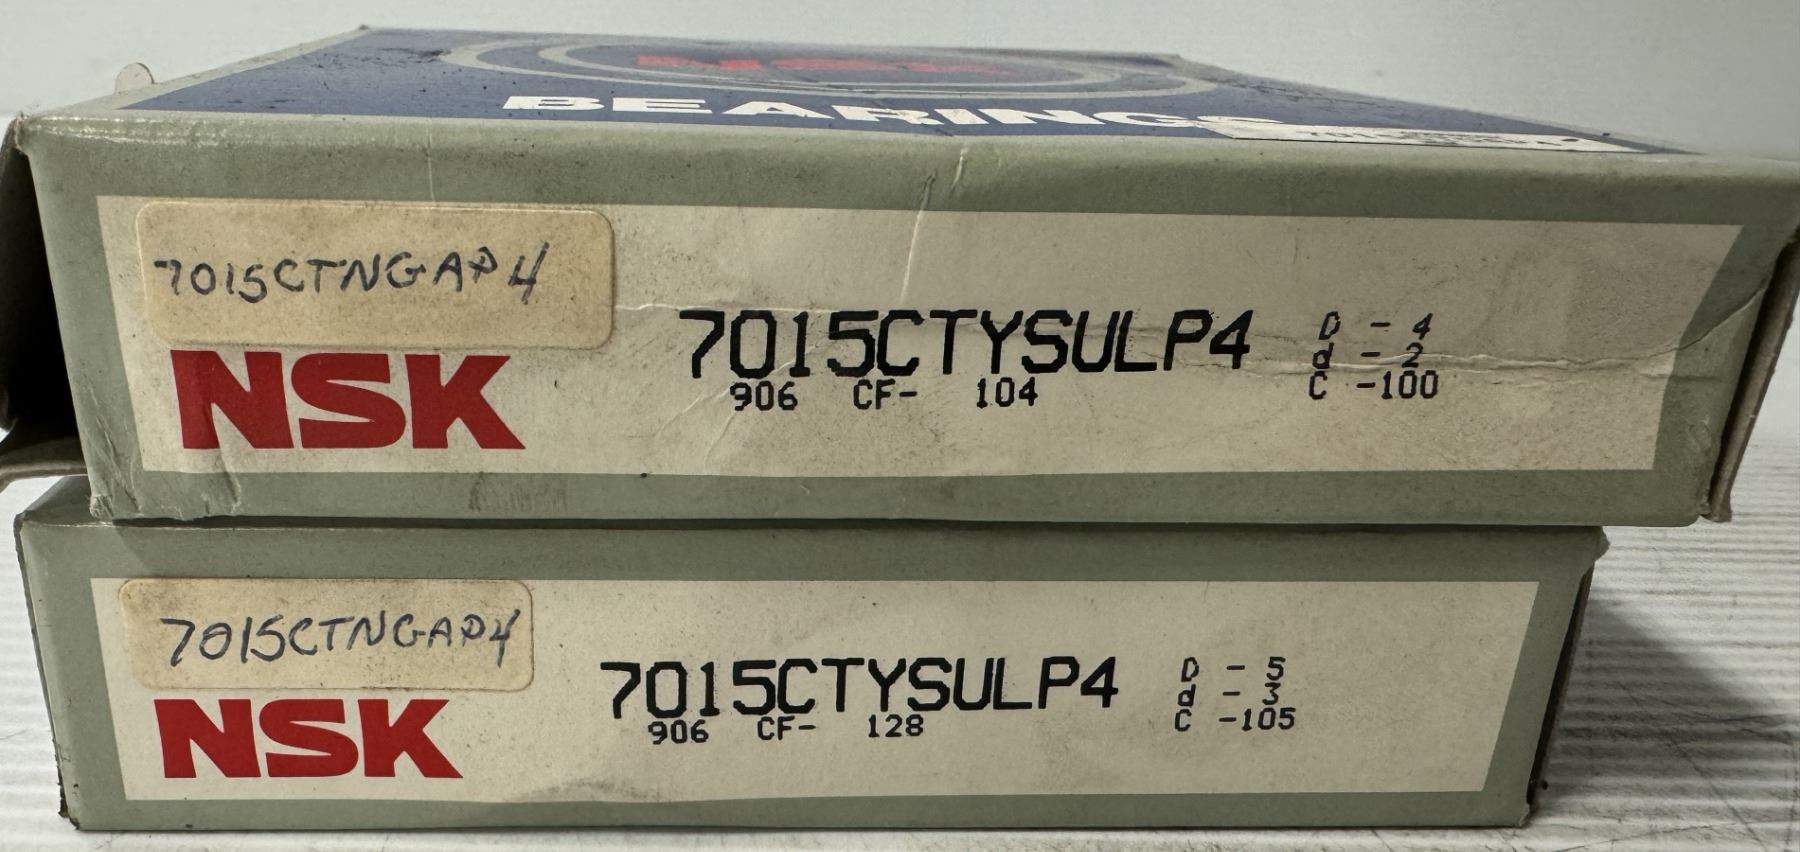 NSK
BEARINGS
7015CTNGAP4
NSK
7015CTYSULP4
906 CF- 104
D - 4
d - 2
C -100
7015CTNGAP4
NSK
7015CTYSULP4
906 CF- 128
D - 5
d - 3
C -105